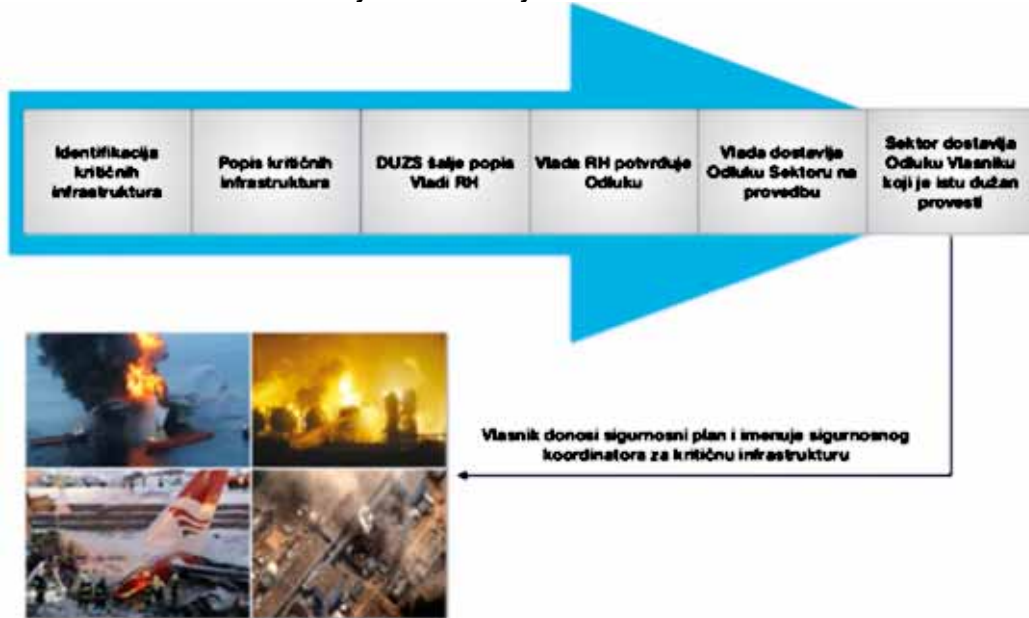 Identifikacija
kritičnih
infrastruktura
Popis kritičnih
infrastruktura
DUZS šalje popis
Vladi RH
Vlada RH potvrđuje
Odluku
Vlada dostavlja
Odluku Sektoru na
provedbu
Sektor dostavlja
Odluku Vlasniku
koji je istu dužan
provesti
Vlasnik donosi sigurnosni plan i imenuje sigurnosnog
koordinatora za kritičnu infrastrukturu